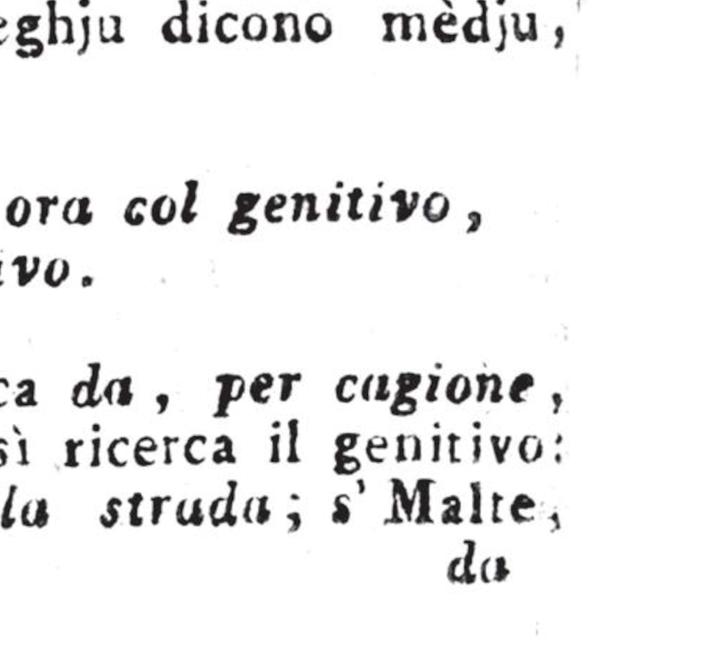 eghju dicono mèdju,
ora col genitivo,
ivo.
ca da, per cagione,
sì ricerca il genitivo:
la strada; s' Malte,
da